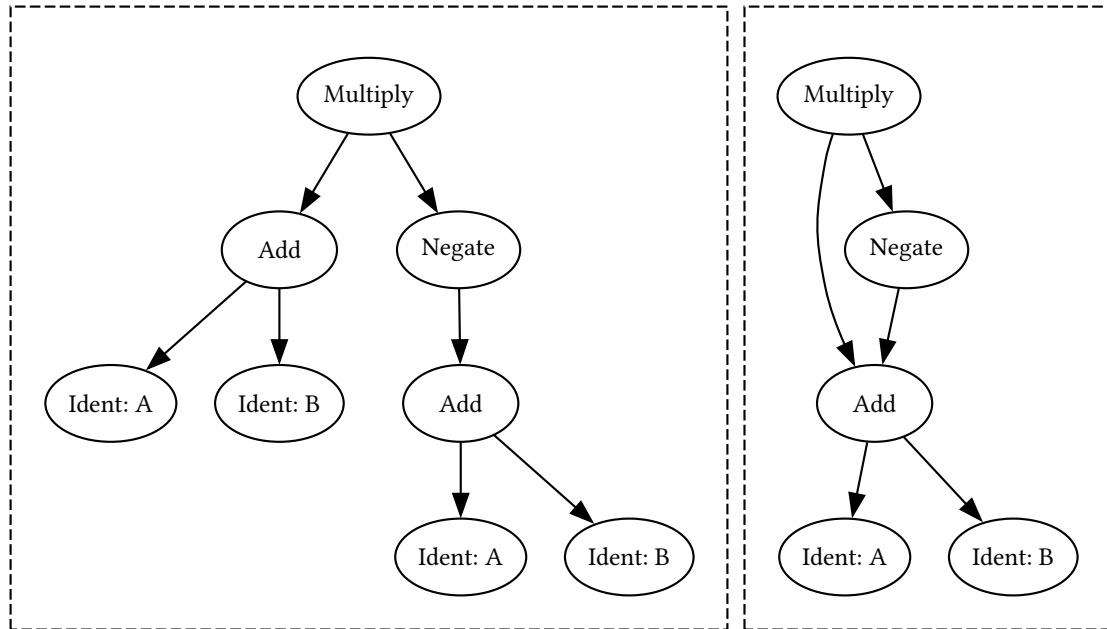 Multiply
Add
Negate
Ident: A
Ident: B
Add
Ident: A
Ident: B
Multiply
Negate
Add
Ident: A
Ident: B